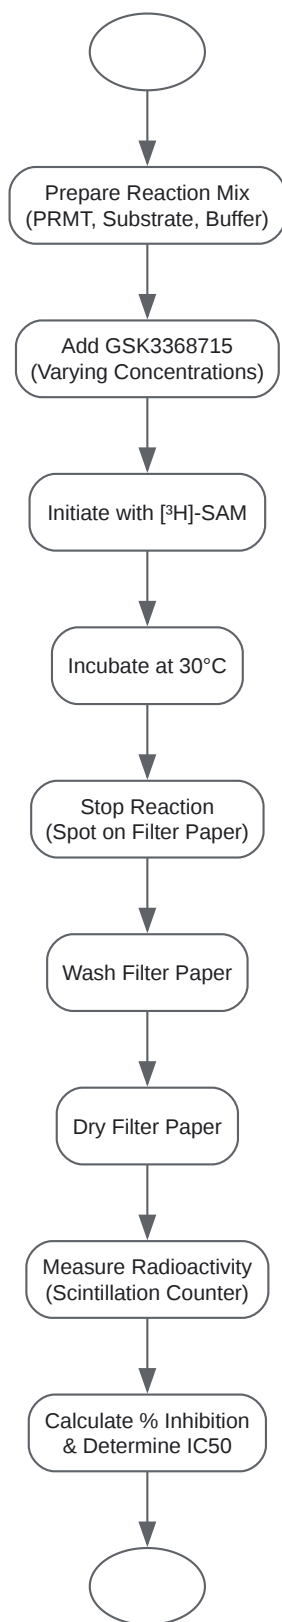 Prepare Reaction Mix
(PRMT, Substrate, Buffer)
Add GSK3368715
(Varying Concentrations)
Initiate with [³H]-SAM
Incubate at 30°C
Stop Reaction
(Spot on Filter Paper)
Wash Filter Paper
Dry Filter Paper
Measure Radioactivity
(Scintillation Counter)
Calculate % Inhibition
& Determine IC50